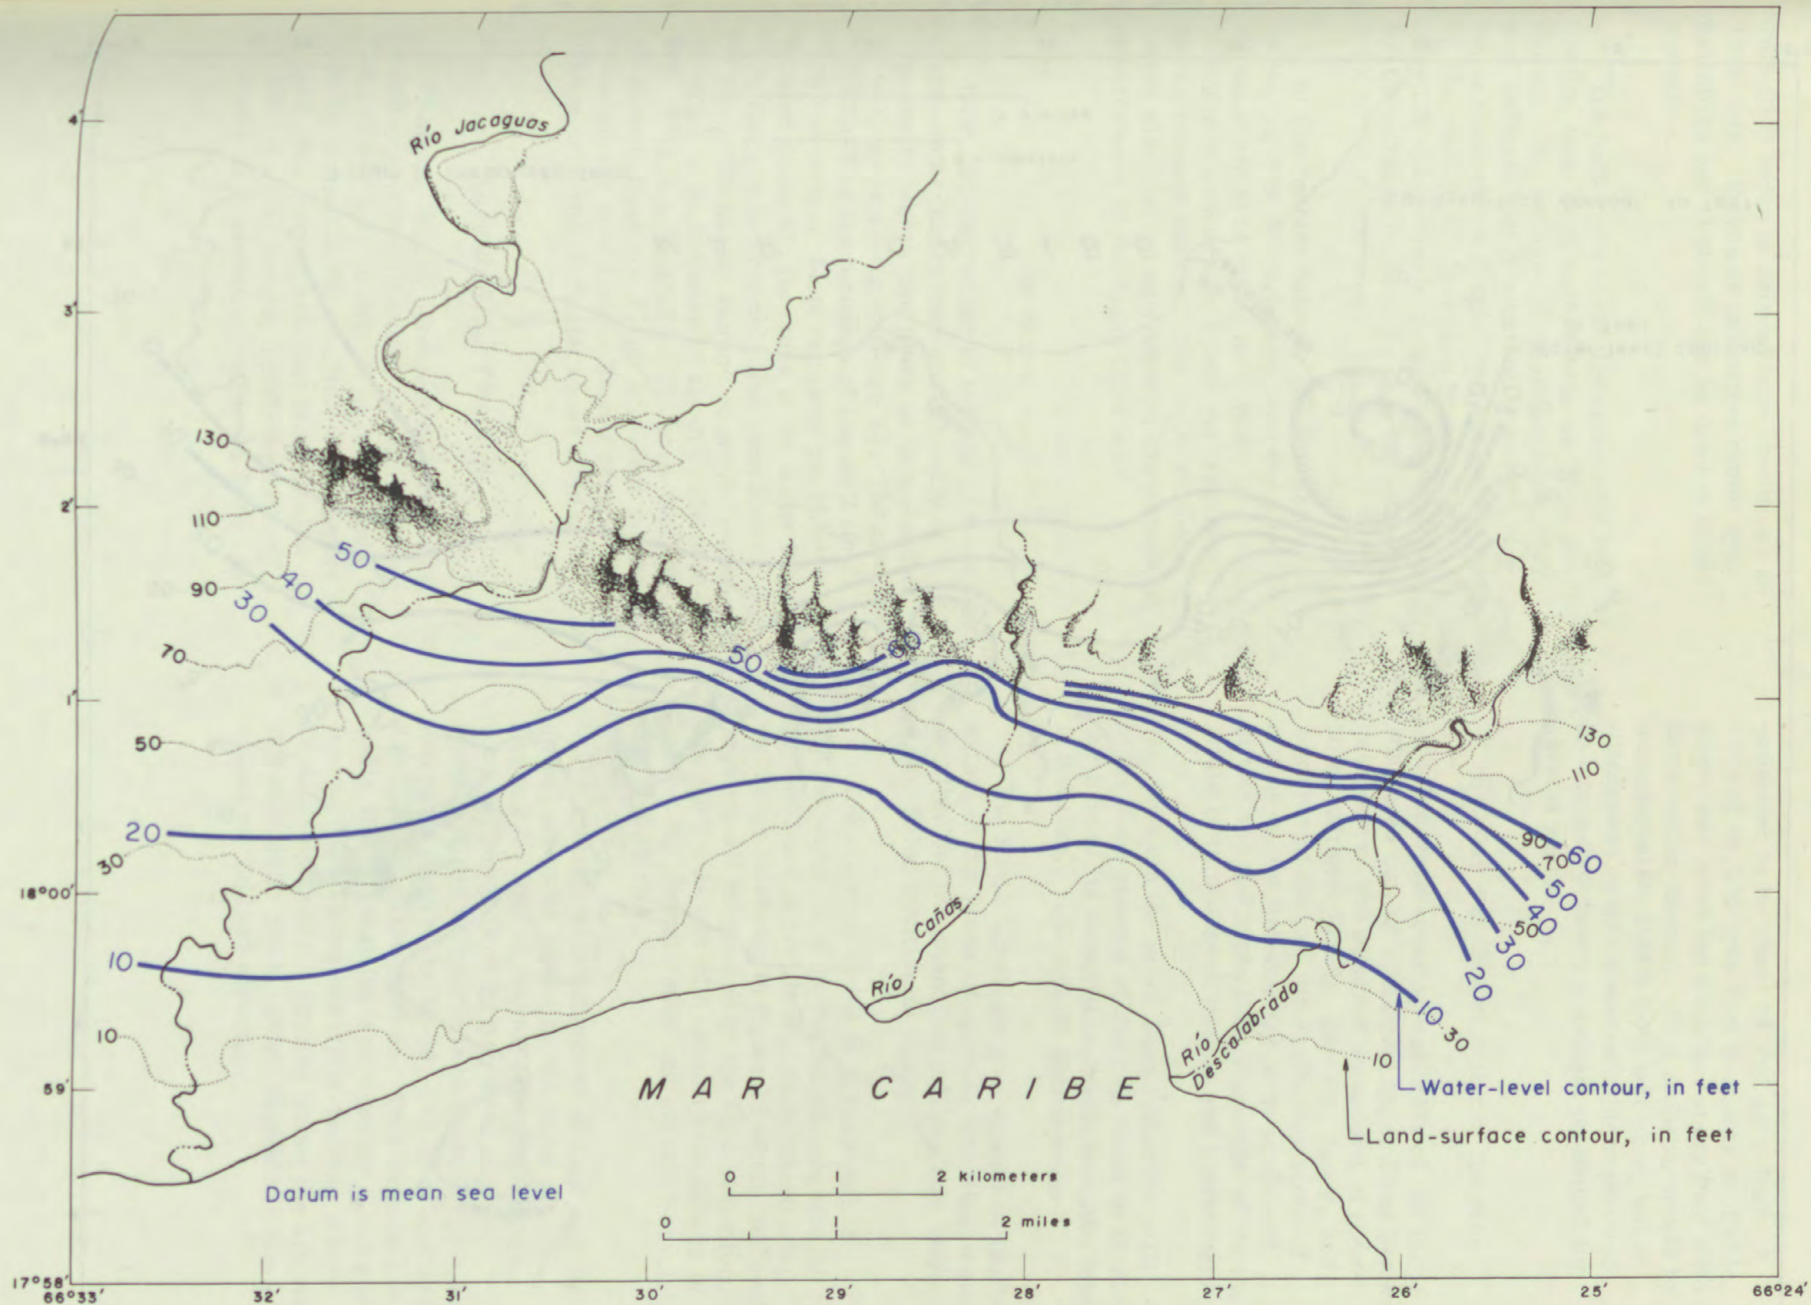 4'
Río Jacaguas
3'
130
2'
110
50
40
90
30
60
50
70
1'
50
130
110
20
30
90
70
60
50
40
50
30
20
18°00'
Cañas
10
Río
10
30
Río
Descalabrado
10
10
59'
MAR CARIBE
Water-level contour, in feet
Land-surface contour, in feet
0 1 2 kilometers
Datum is mean sea level
0 1 2 miles
17°58'
66°33' 32' 31' 30' 29' 28' 27' 26' 25' 66°24'